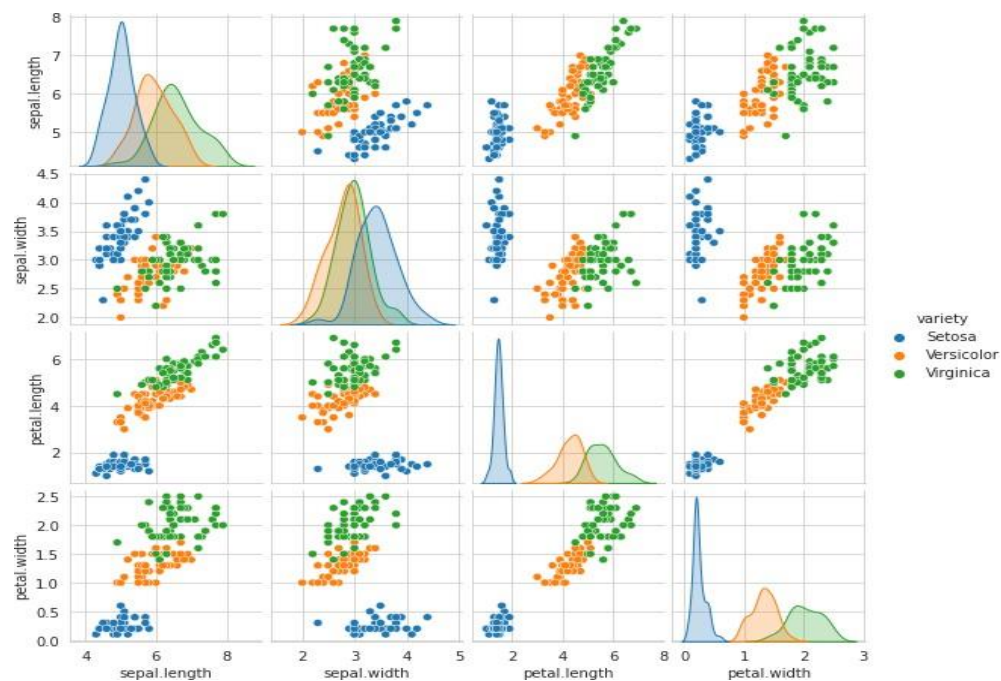 8
7
6
5
sepal.length
4.5
4.0
3.5
3.0
2.5
2.0
sepal.width
variety
Setosa
Versicolor
Virginica
6
4
2
petal.length
2.5
2.0
1.5
1.0
0.5
0.0
petal.width
4 6 8
sepal.length
2 3 4 5
sepal.width
2 4 6 8
petal.length
0 1 2 3
petal.width